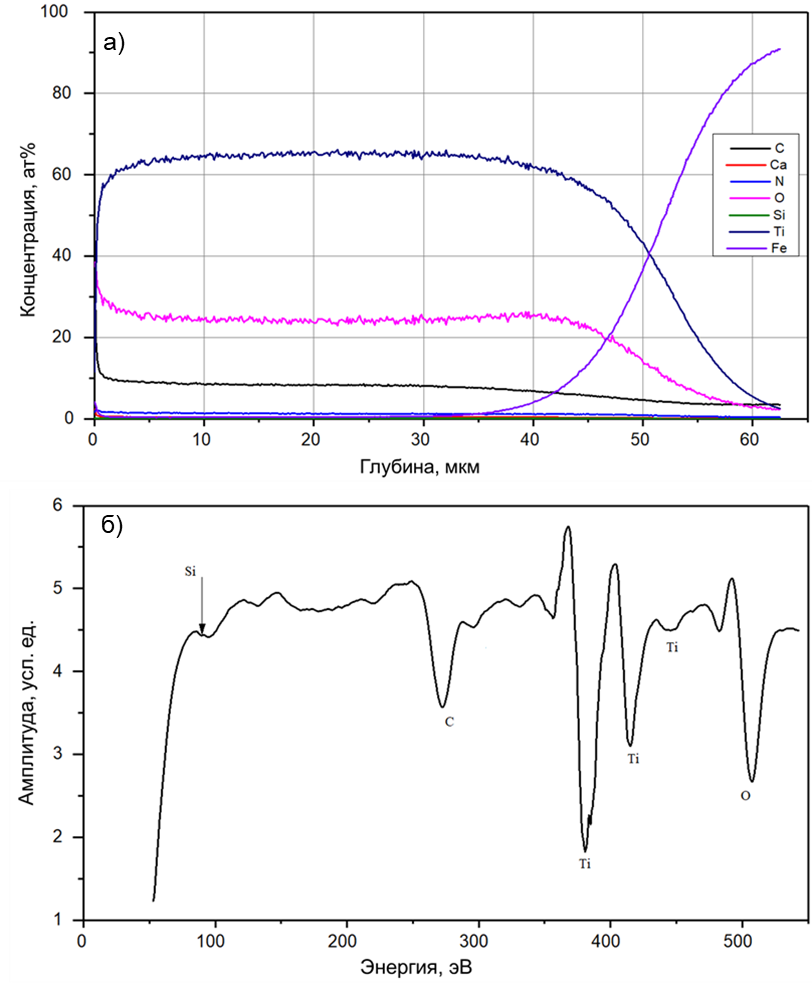 а)
100
80
60
40
20
0
Концентрация, ат%
C
Ca
N
O
Si
Ti
Fe
0 10 20 30 40 50 60
Глубина, мкм
б)
6
5
4
3
2
1
Амплитуда, усл. ед.
Si
C
Ti
Ti
Ti
O
0 100 200 300 400 500
Энергия, эВ